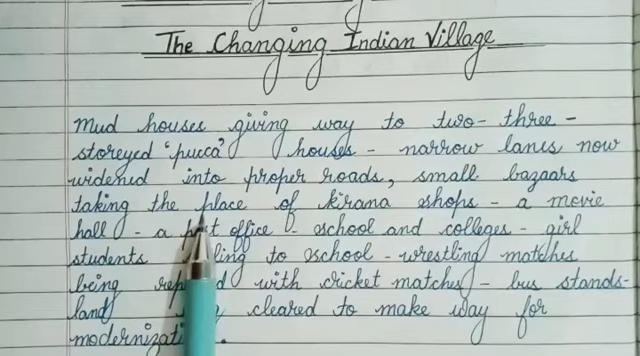 The Changing Indian Village
Mud houses giving way to two- three-
storeyed 'pucca' houses - narrow lanes now
widened into proper roads, small bazaars
taking the place of kirana shops - a movie
hall - a office - school and colleges - girl
students to school - wrestling matches
being with cricket matches - bus stands-
land cleared to make way for